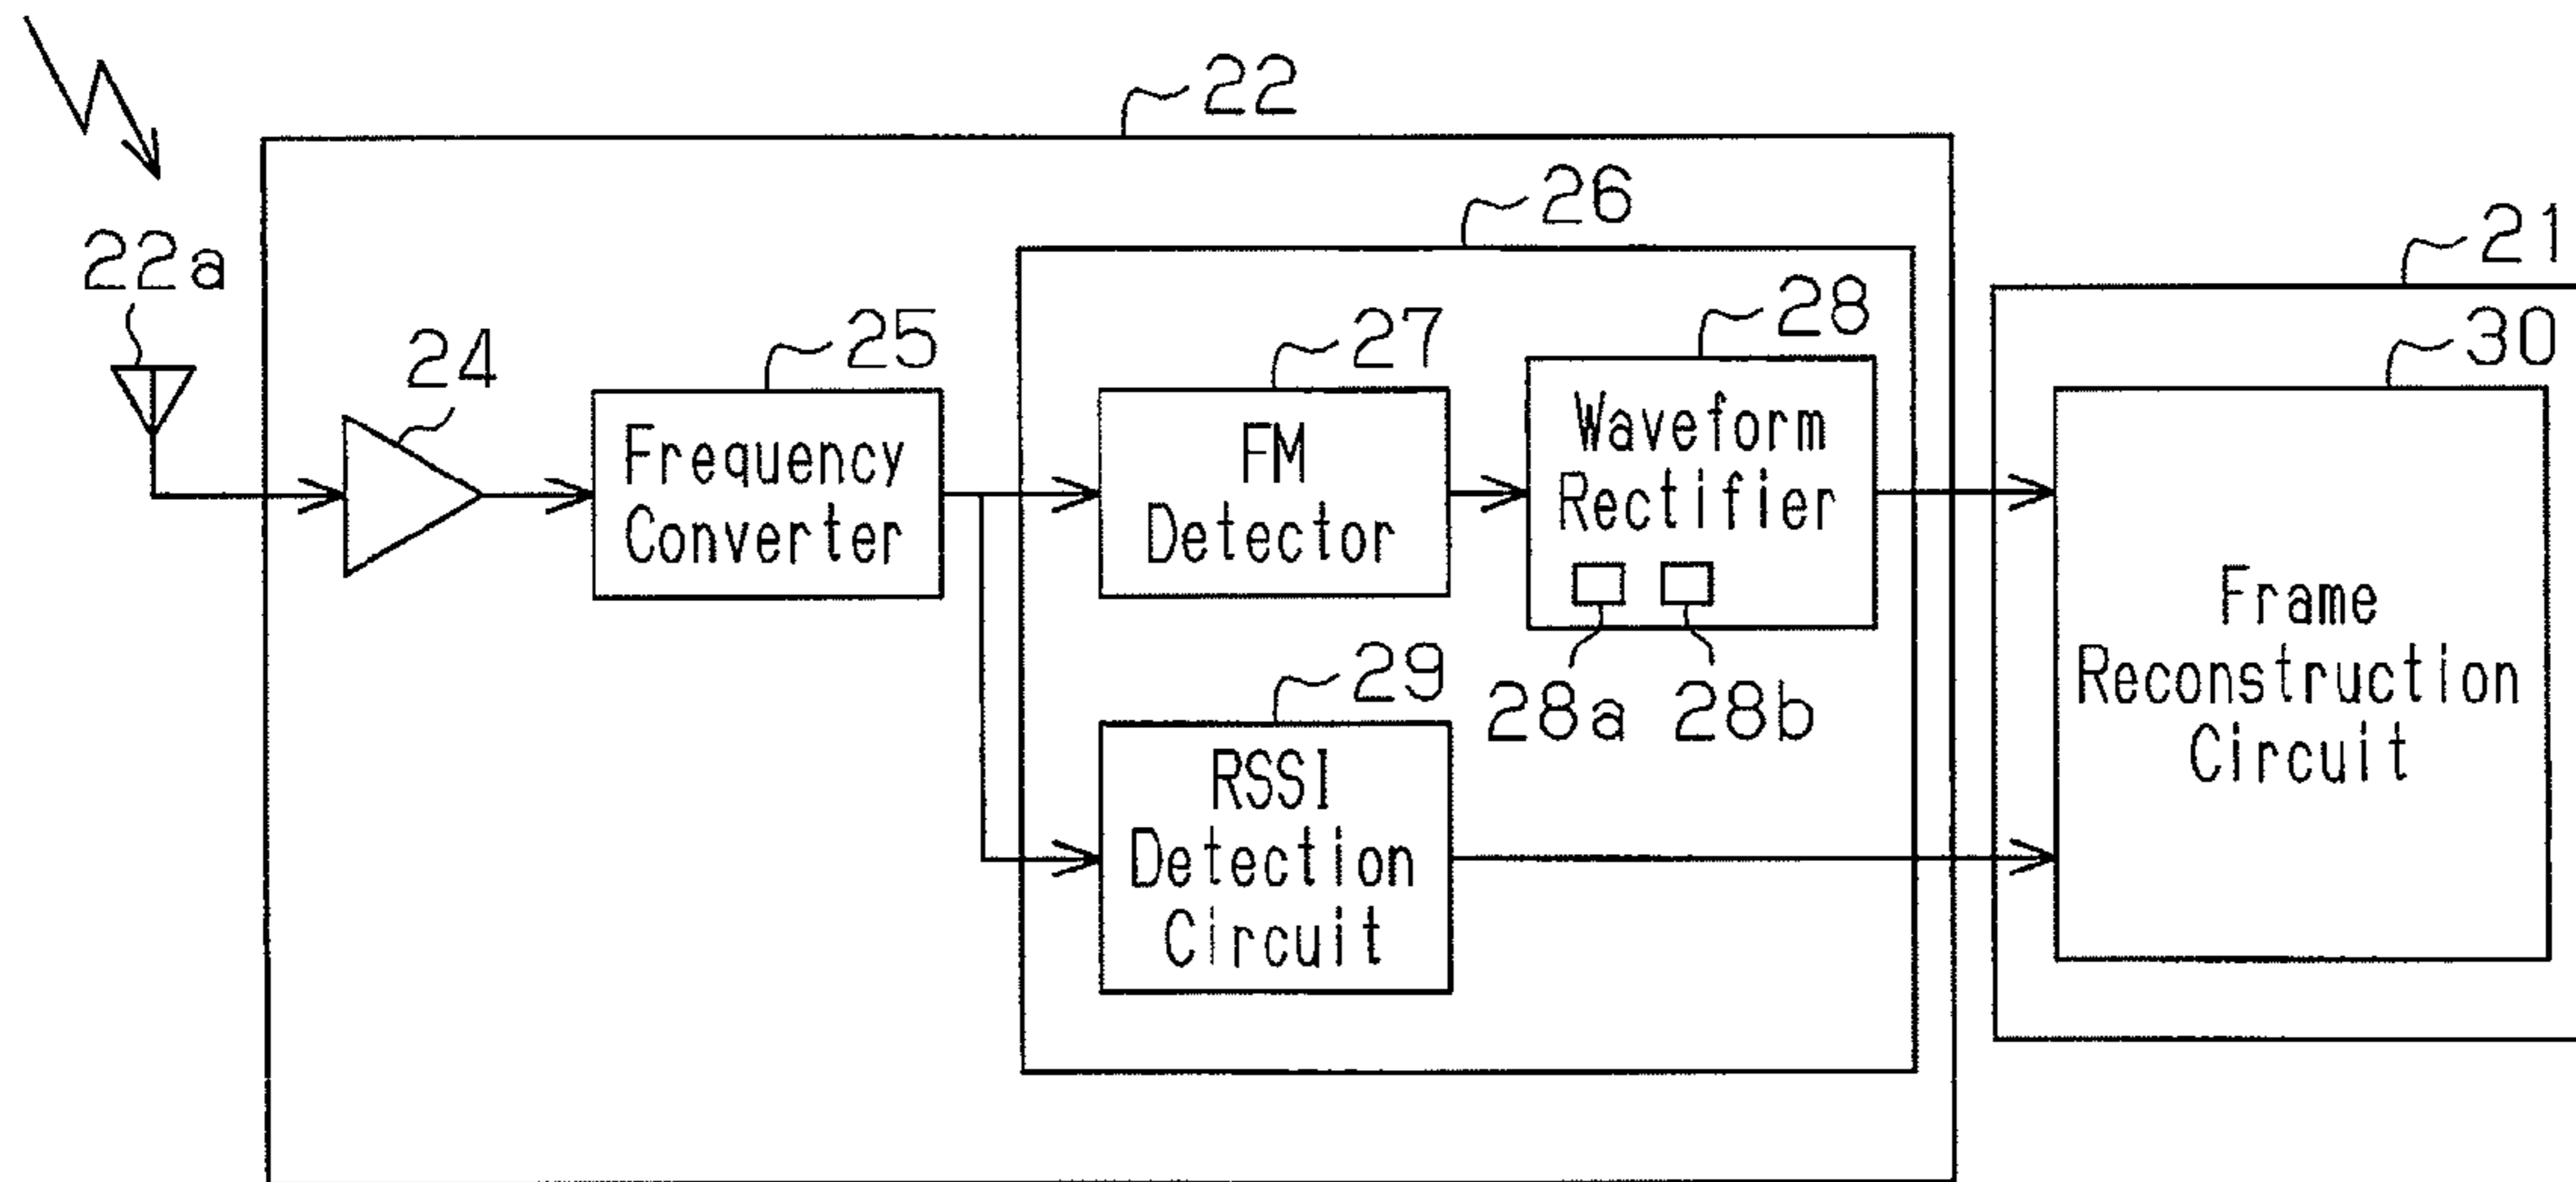 22
26
21
22a
24
25
27
28
30
Frequency
Converter
FM
Detector
Waveform
Rectifier
28a
28b
29
RSSI
Detection
Circuit
Frame
Reconstruction
Circuit